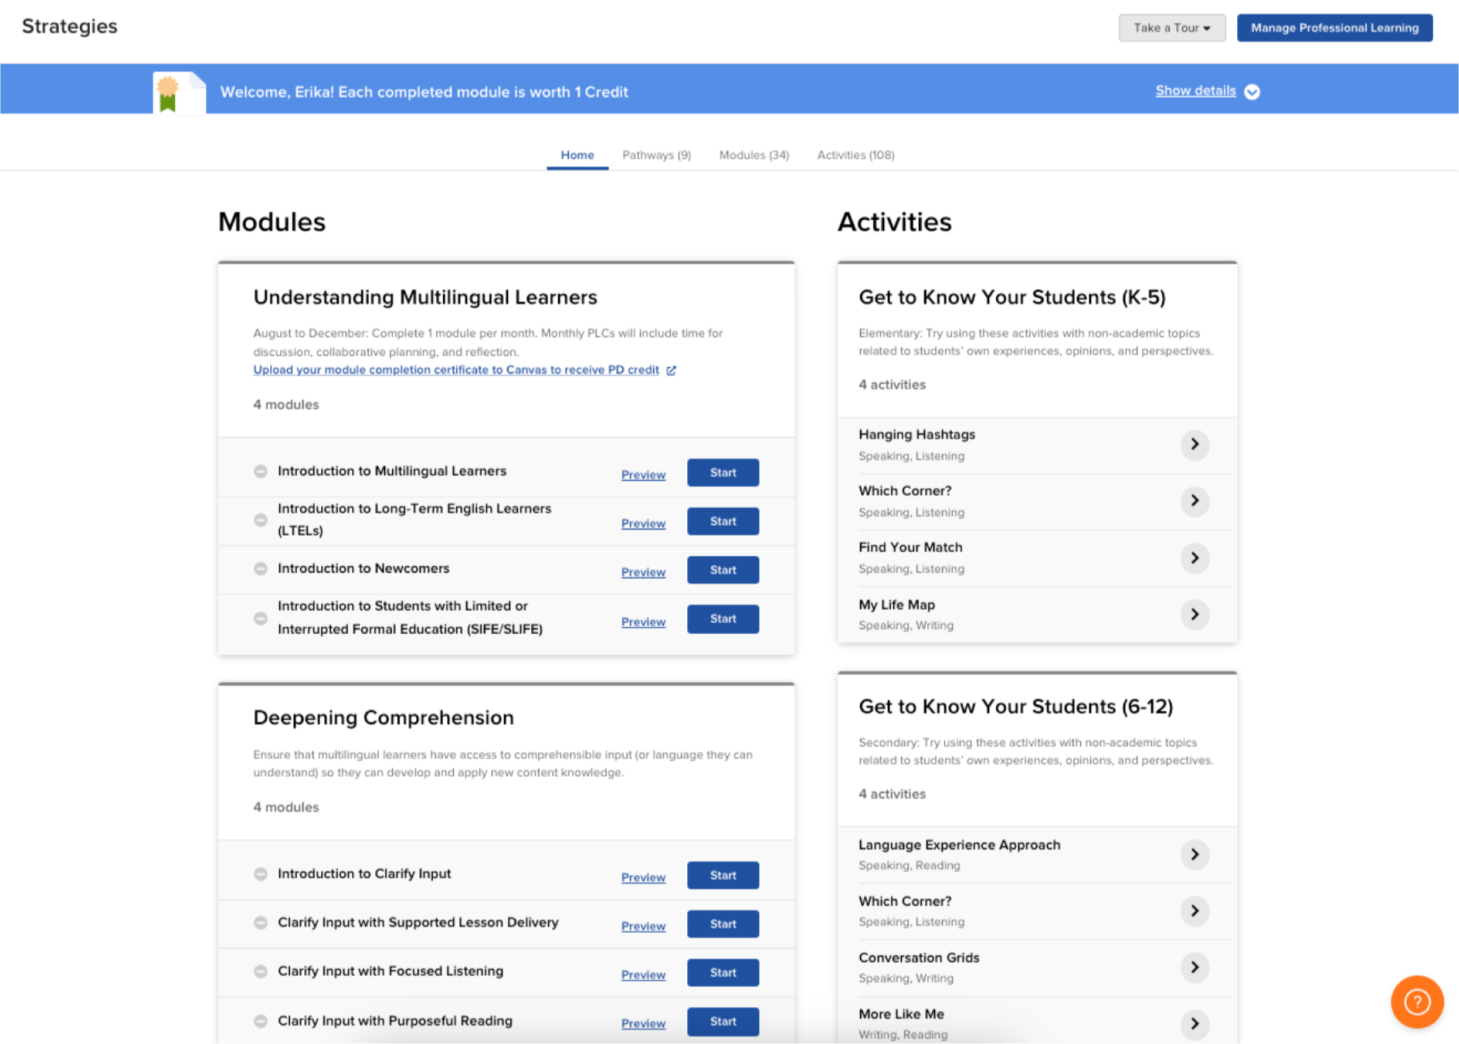 Strategies
Take a Tour
Manage Professional Learning
Welcome, Erika! Each completed module is worth 1 Credit
Show details
Home
Pathways (9)
Modules (34)
Activities (108)
Modules
Understanding Multilingual Learners
August to December: Complete 1 module per month. Monthly PLCs will include time for
discussion, collaborative planning, and reflection.
Upload your module completion certificate to Canvas to receive PD credit
4 modules
Introduction to Multilingual Learners
Preview
Start
Introduction to Long-Term English Learners
(LTELs)
Preview
Start
Introduction to Newcomers
Preview
Start
Introduction to Students with Limited or
Interrupted Formal Education (SIFE/SLIFE)
Preview
Start
Deepening Comprehension
Ensure that multilingual learners have access to comprehensible input (or language they can
understand) so they can develop and apply new content knowledge.
4 modules
Introduction to Clarify Input
Preview
Start
Clarify Input with Supported Lesson Delivery
Preview
Start
Clarify Input with Focused Listening
Preview
Start
Clarify Input with Purposeful Reading
Preview
Start
Activities
Get to Know Your Students (K-5)
Elementary: Try using these activities with non-academic topics
related to students' own experiences, opinions, and perspectives.
4 activities
Hanging Hashtags
Speaking, Listening
Which Corner?
Speaking, Listening
Find Your Match
Speaking, Listening
My Life Map
Speaking, Writing
Get to Know Your Students (6-12)
Secondary: Try using these activities with non-academic topics
related to students' own experiences, opinions, and perspectives.
4 activities
Language Experience Approach
Speaking, Reading
Which Corner?
Speaking, Listening
Conversation Grids
Speaking, Writing
More Like Me
Writing, Reading
?